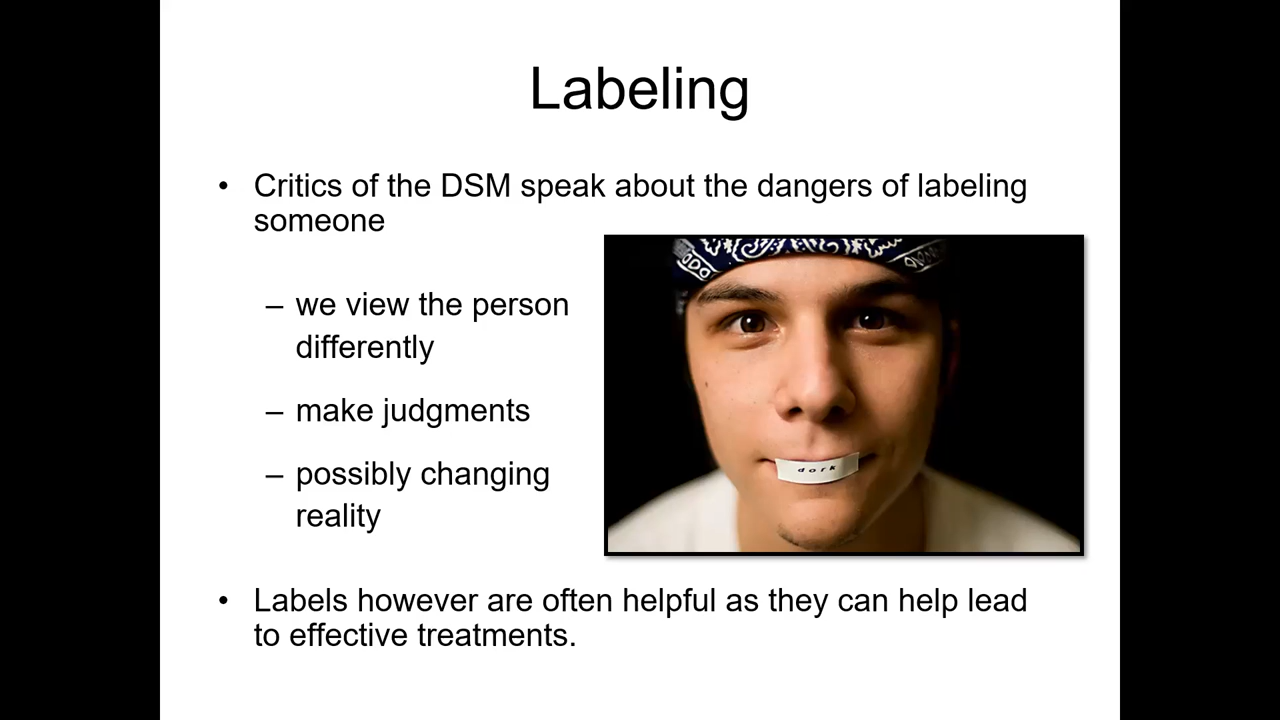 Labeling
• Critics of the DSM speak about the dangers of labeling
someone
– we view the person
differently
– make judgments
– possibly changing
reality
dork
• Labels however are often helpful as they can help lead
to effective treatments.